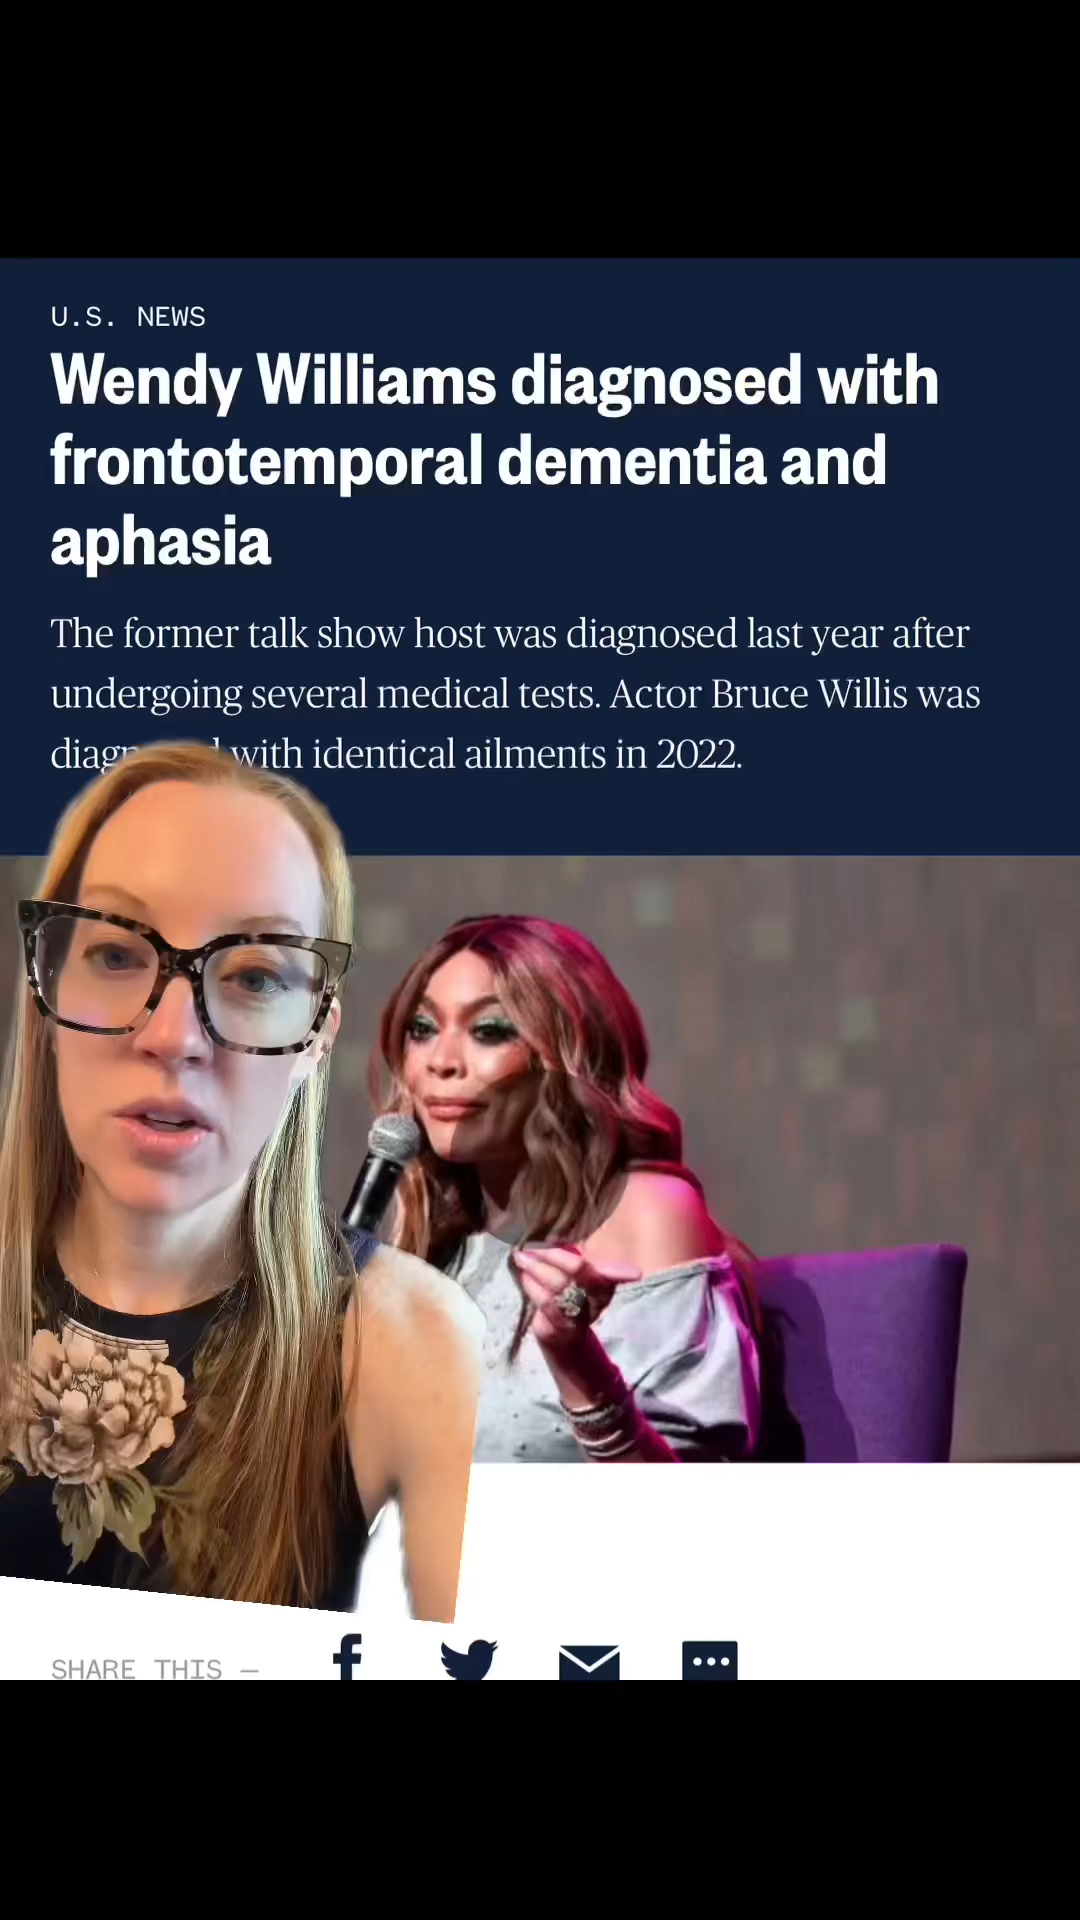 U.S. NEWS
Wendy Williams diagnosed with
frontotemporal dementia and
aphasia
The former talk show host was diagnosed last year after
undergoing several medical tests. Actor Bruce Willis was
with identical ailments in 2022.
SHARE THIS —